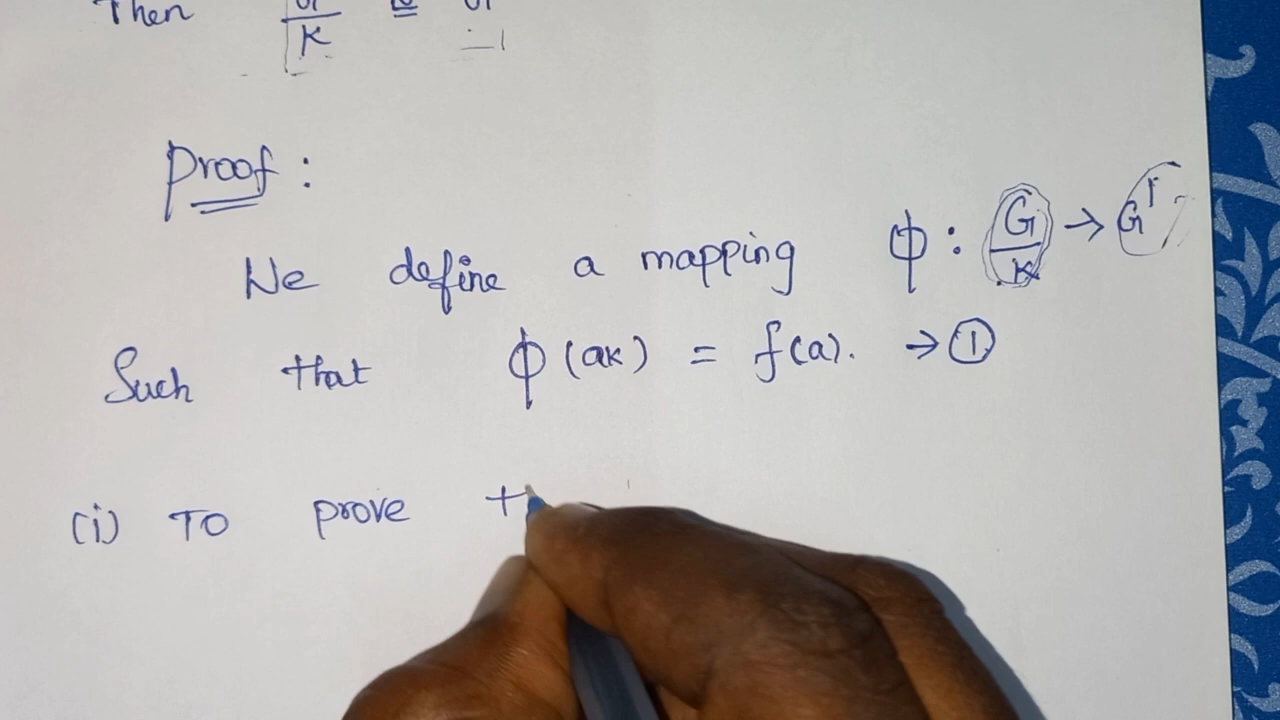 Then G/K ≅ G'
Proof :
We define a mapping ϕ : G/K → G'
Such that ϕ(aK) = f(a). → ①
(i) To prove